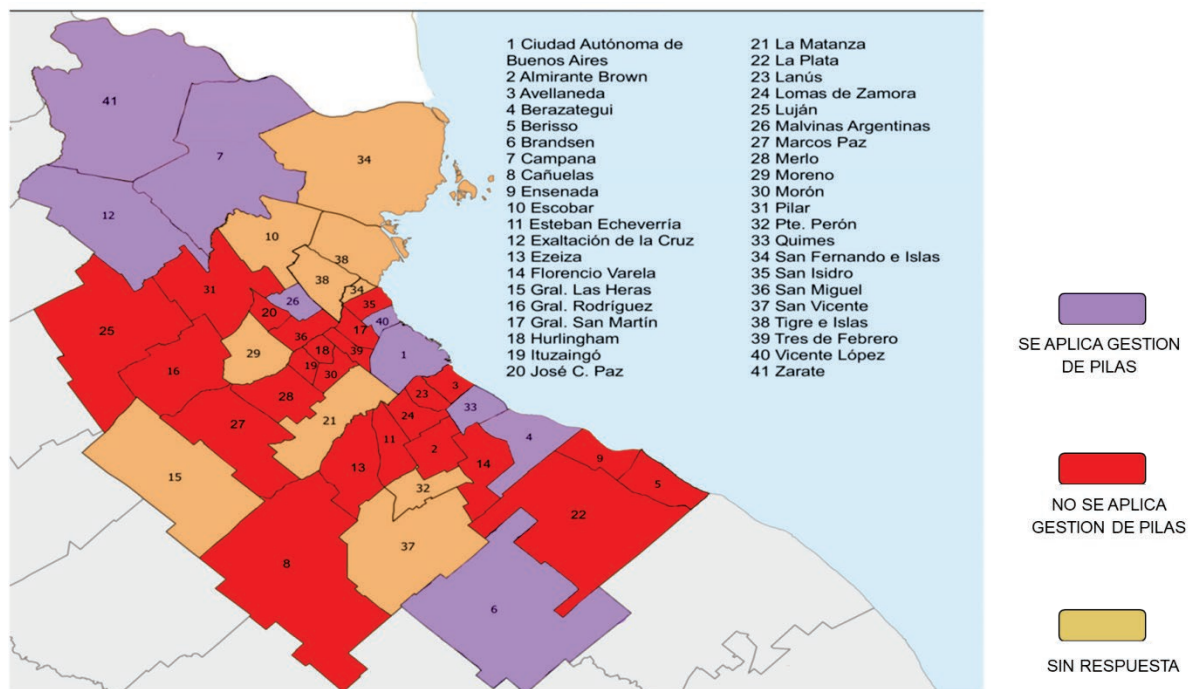 1 Ciudad Autónoma de
Buenos Aires
2 Almirante Brown
3 Avellaneda
4 Berazategui
5 Berisso
6 Brandsen
7 Campana
8 Cañuelas
9 Ensenada
10 Escobar
11 Esteban Echeverría
12 Exaltación de la Cruz
13 Ezeiza
14 Florencio Varela
15 Gral. Las Heras
16 Gral. Rodríguez
17 Gral. San Martín
18 Hurlingham
19 Ituzaingó
20 José C. Paz
21 La Matanza
22 La Plata
23 Lanús
24 Lomas de Zamora
25 Luján
26 Malvinas Argentinas
27 Marcos Paz
28 Merlo
29 Moreno
30 Morón
31 Pilar
32 Pte. Perón
33 Quimes
34 San Fernando e Islas
35 San Isidro
36 San Miguel
37 San Vicente
38 Tigre e Islas
39 Tres de Febrero
40 Vicente López
41 Zarate
41
7
34
12
10
38
38
34
31
26
35
20
40
25
17
36
1
29
18
39
16
19
30
3
28
23
33
21
24
27
11
2
4
9
13
14
15
5
32
22
37
8
6
SE APLICA GESTION
DE PILAS
NO SE APLICA
GESTION DE PILAS
SIN RESPUESTA